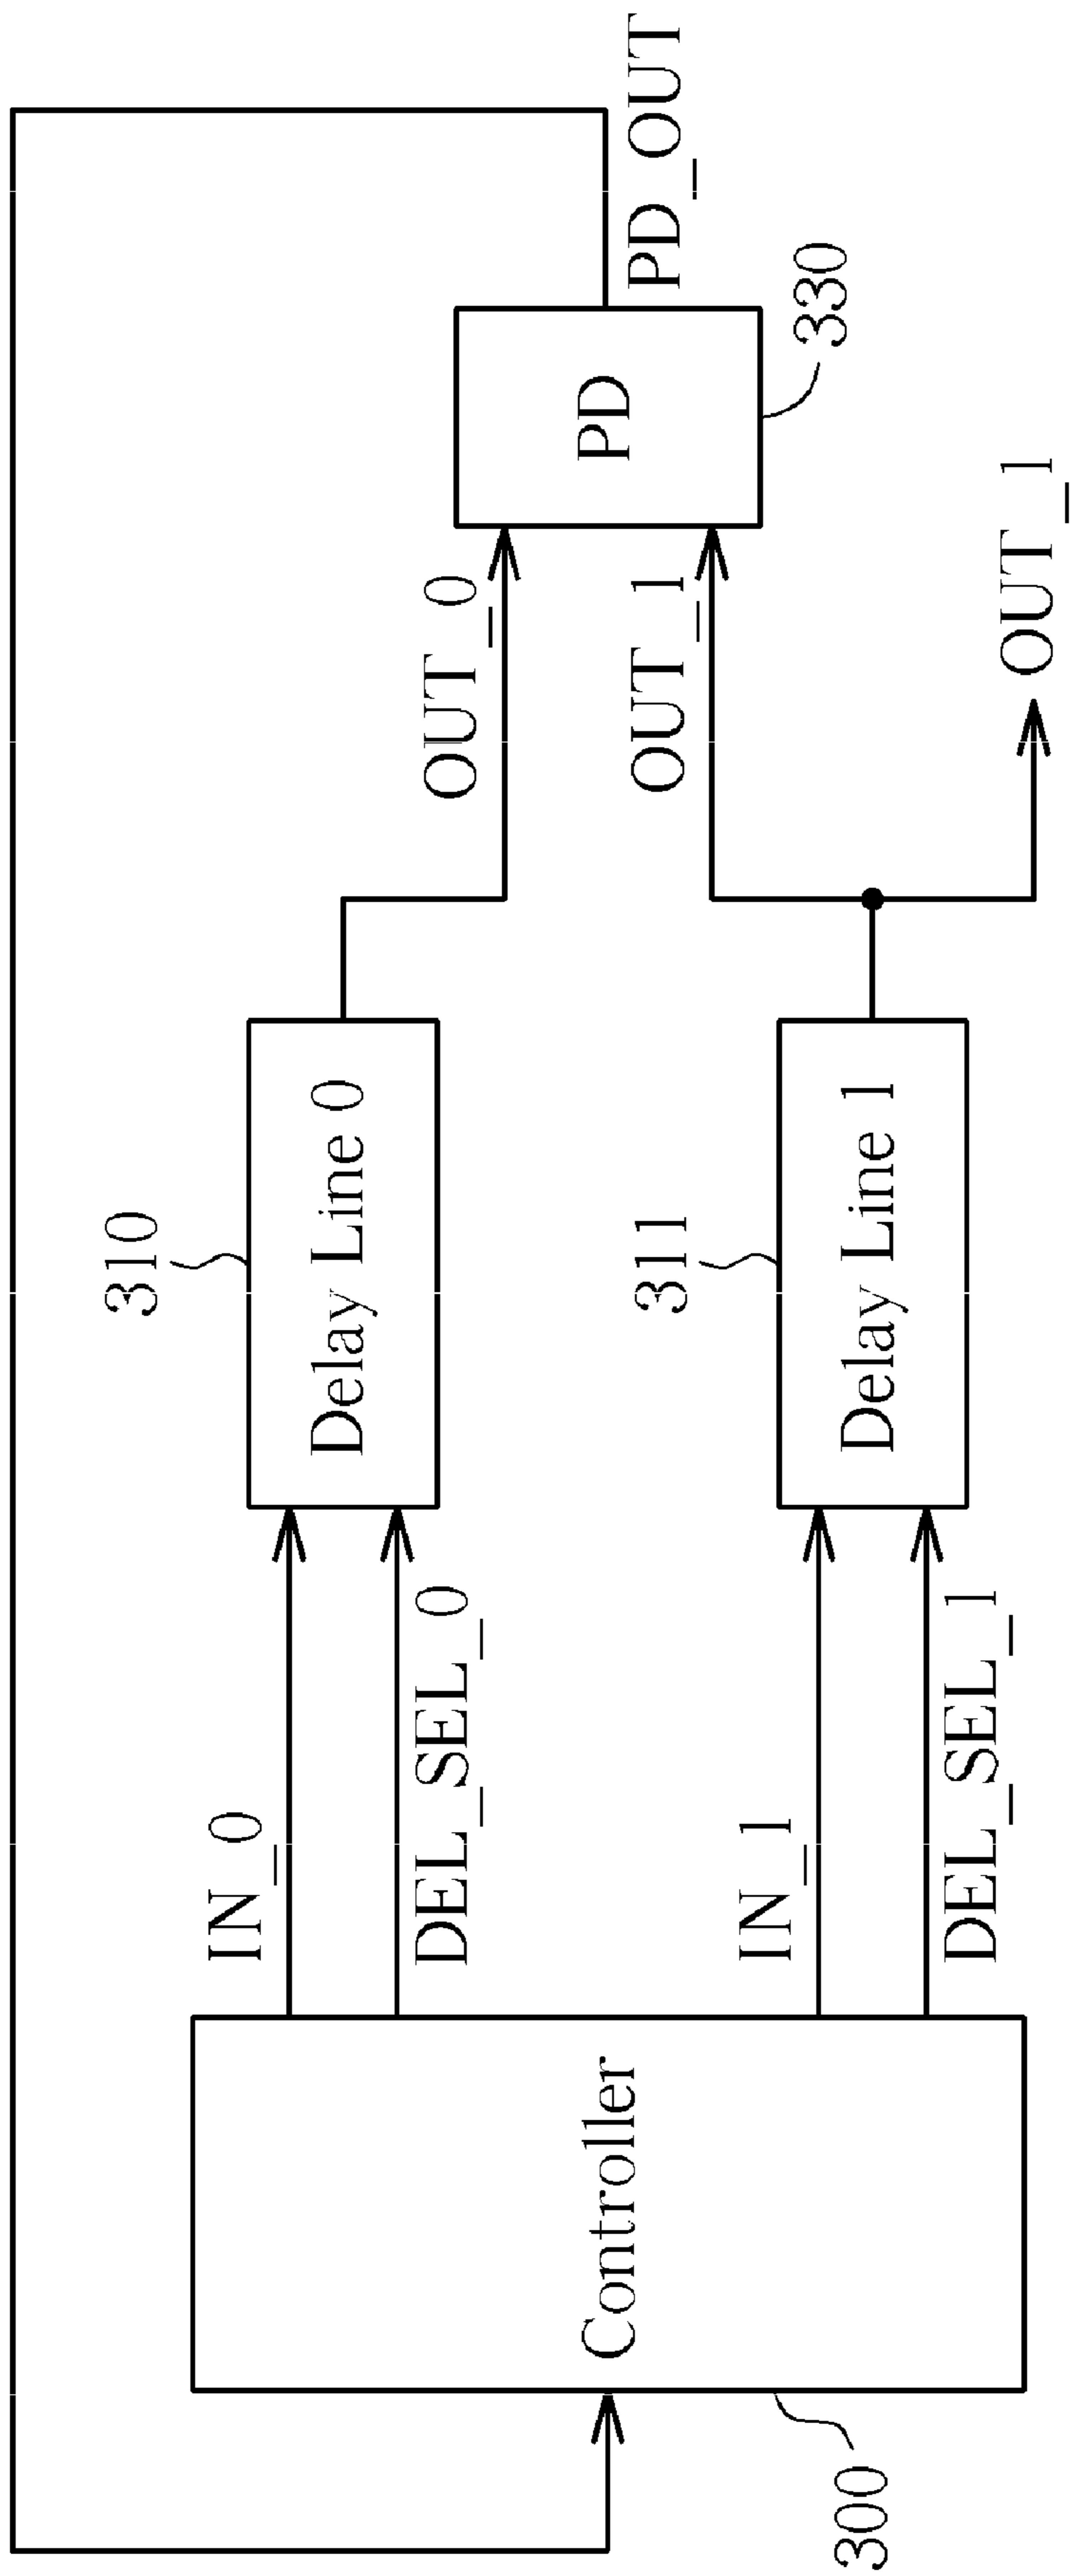 310
IN_0
Delay Line 0
OUT_0
DEL_SEL_0
Controller
PD
PD_OUT
311
OUT_1
IN_1
Delay Line 1
330
DEL_SEL_1
300
OUT_1